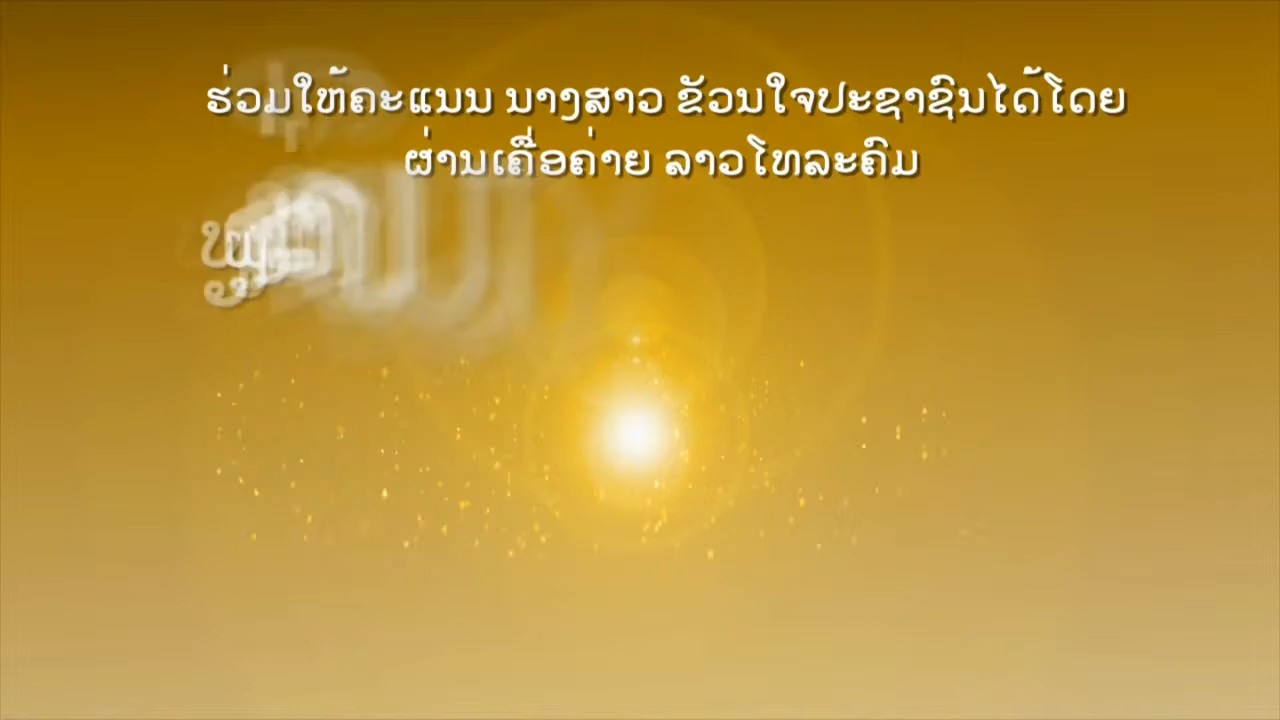 ຮ່ວມໃຫ້ຄະແນນ ນາງສາວ ຂັວນໃຈປະຊາຊົນໄດ້ໂດຍ
ຜ່ານເຄື່ອຄ່າຍ ລາວໂທລະຄົມ